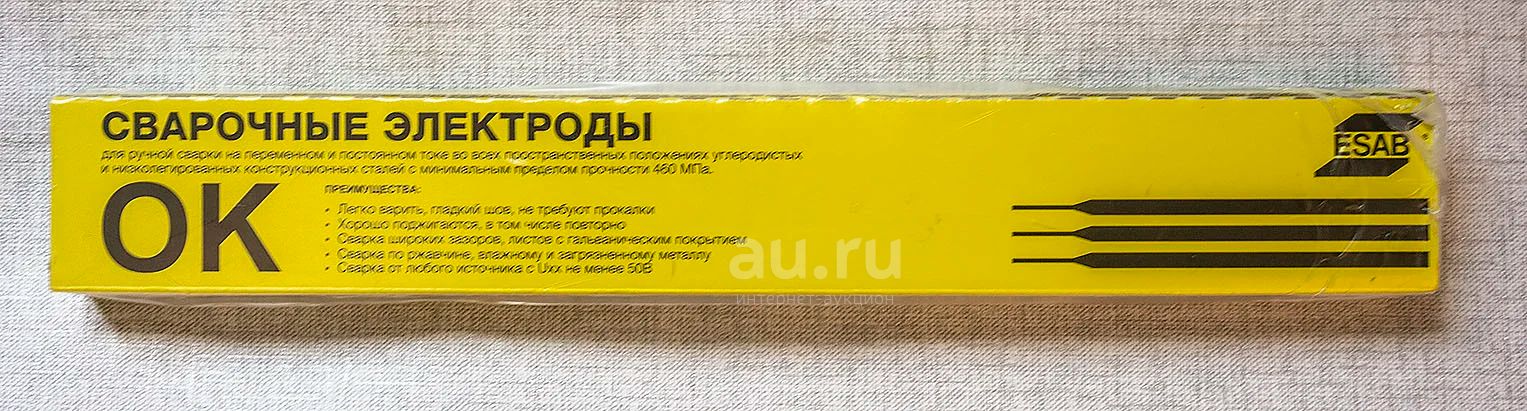 СВАРОЧНЫЕ ЭЛЕКТРОДЫ
для ручной сварки на переменном и постоянном токе во всех пространственных положениях углеродистых
и низколегированных конструкционных сталей с минимальным пределом прочности 460 МПа.
OK
ПРЕИМУЩЕСТВА:
• Легко варить, гладкий шов, не требуют прокалки
• Хорошо поджигаются, в том числе повторно
• Сварка широких зазоров, листов с гальваническим покрытием
• Сварка по ржавчине, влажному и загрязненному металлу
• Сварка от любого источника с Uxx не менее 50В
ESAB
au.ru
интернет-аукцион